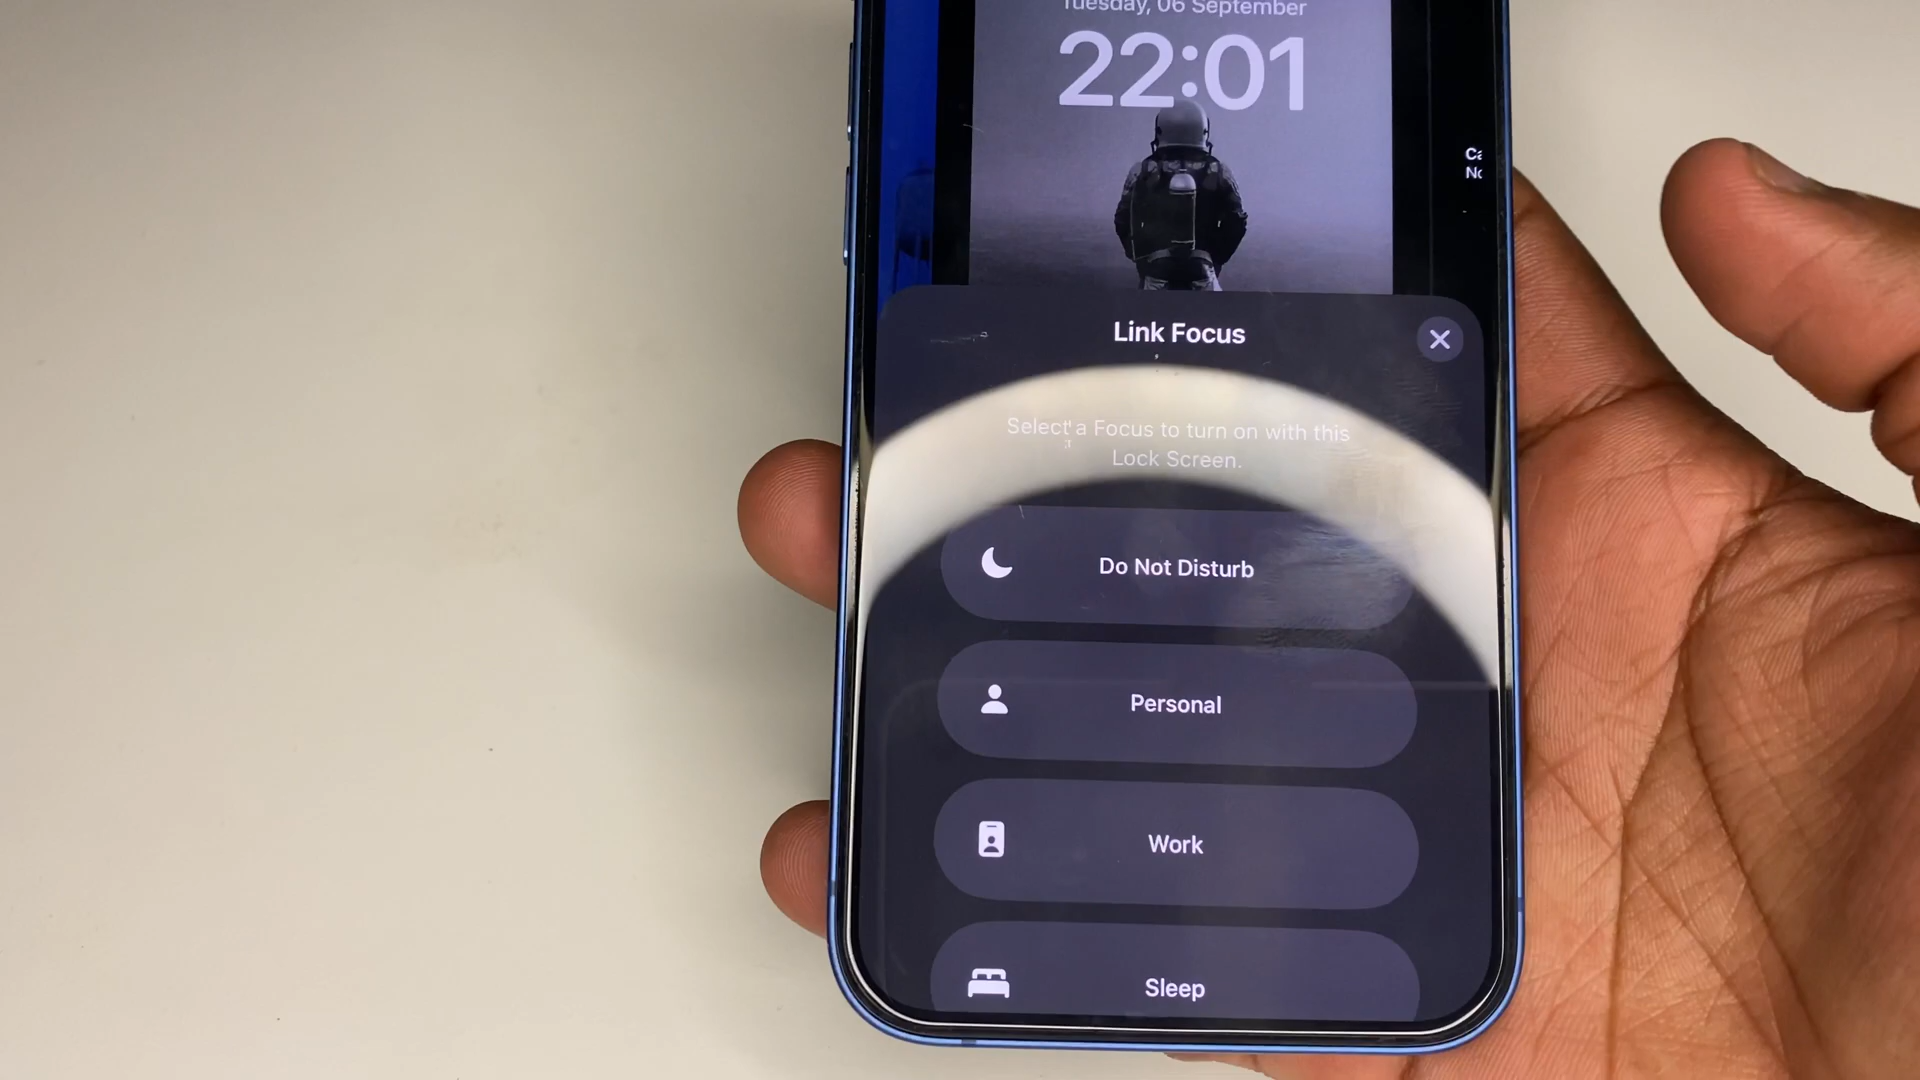 Tuesday, 06 September
22:01
Link Focus
Select a Focus to turn on with this
Lock Screen.
Do Not Disturb
Personal
Work
Sleep